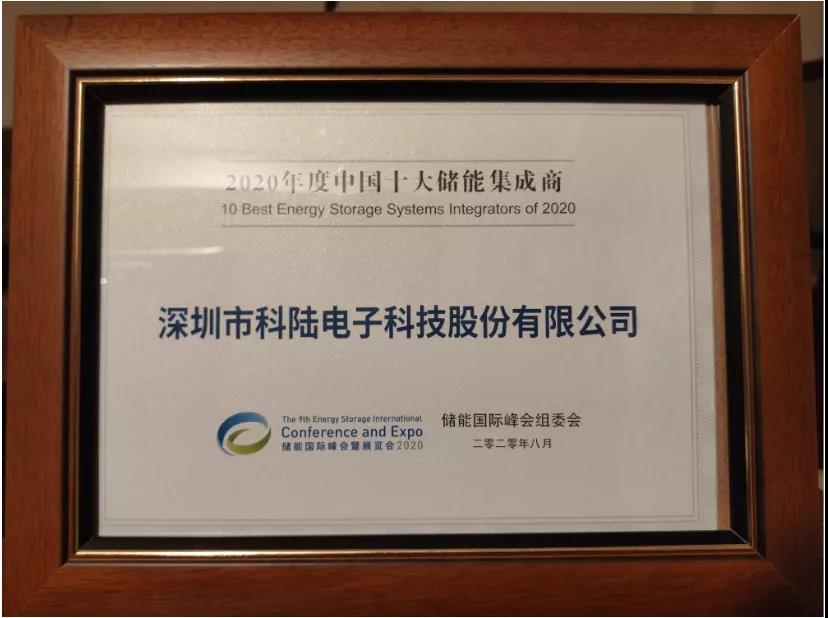 2020年度中国十大储能集成商
10 Best Energy Storage Systems Integrators of 2020
深圳市科陆电子科技股份有限公司
The 9th Energy Storage International
Conference and Expo
储能国际峰会暨展览会2020
储能国际峰会组委会
二零二零年八月